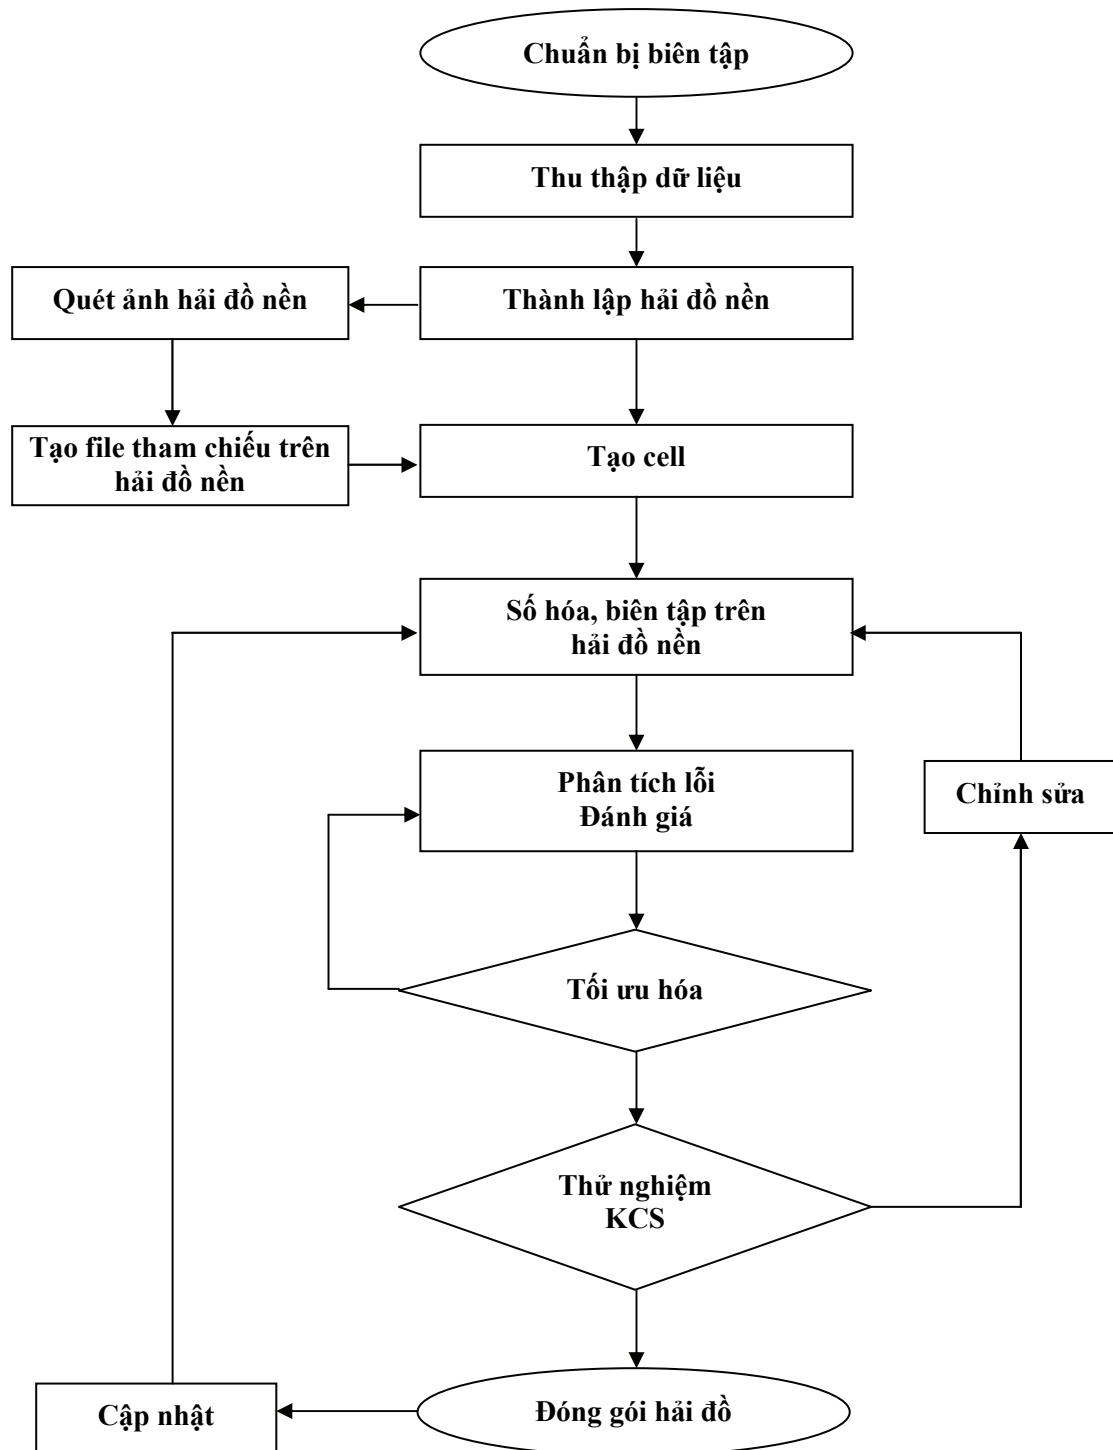 Chuẩn bị biên tập
Thu thập dữ liệu
Quét ảnh hải đồ nền
Thành lập hải đồ nền
Tạo file tham chiếu trên
hải đồ nền
Tạo cell
Số hóa, biên tập trên
hải đồ nền
Phân tích lỗi
Đánh giá
Chỉnh sửa
Tối ưu hóa
Thử nghiệm
KCS
Cập nhật
Đóng gói hải đồ